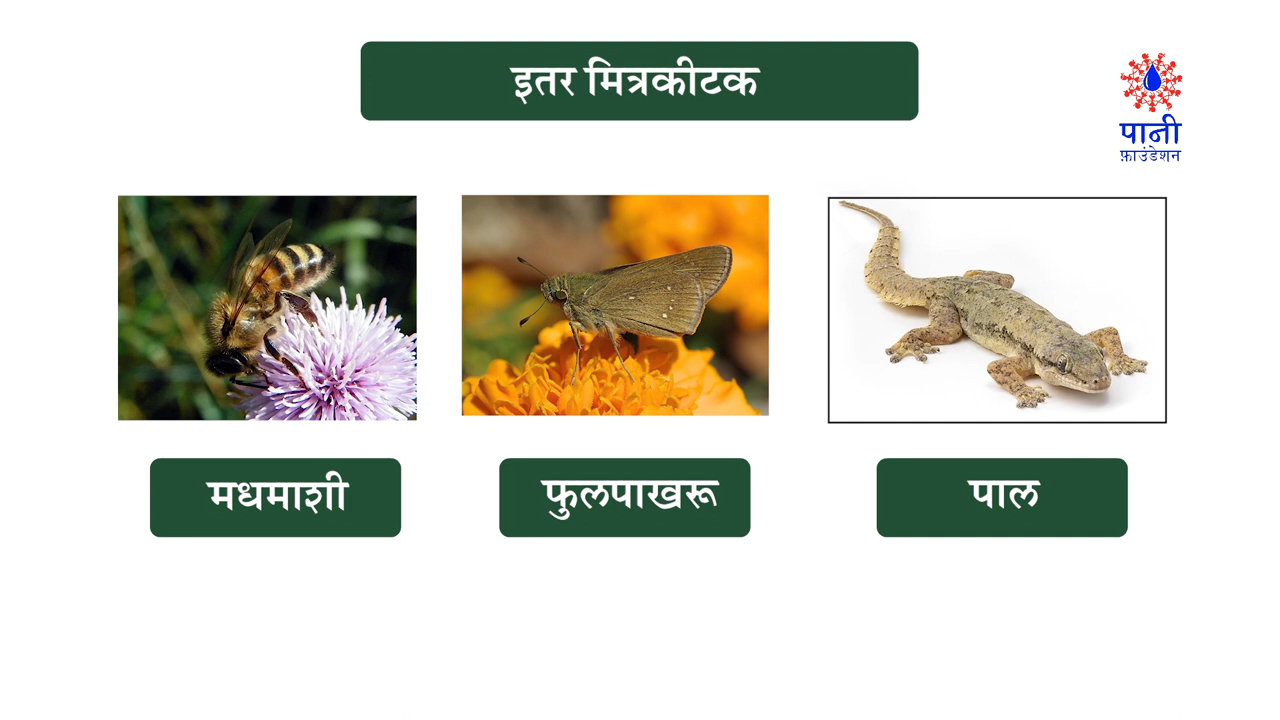 इतर मित्रकीटक
पानी
फ़ाउंडेशन
मधमाशी
फुलपाखरू
पाल